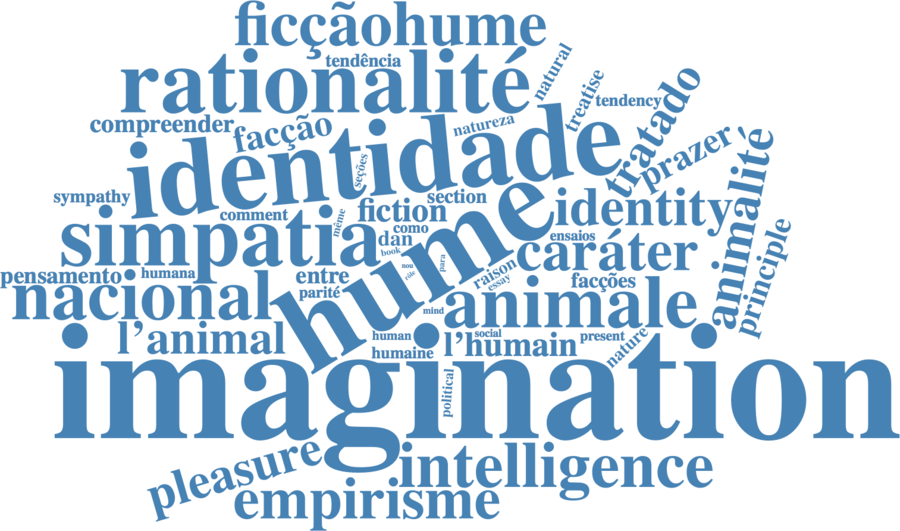 ficçãohume
tendência
rationalité
natural
treatise
tendency
tratado
compreender
facção
natureza
prazer
identidade
seções
animalité
sympathy
section
comment
même
fiction
identity
como
simpatia
dan
book
ensaios
caráter
principle
pensamento
humana
entre
nou
rôle
para
raison
essay
facções
nacional
parité
hume
animale
mind
l’animal
human
social
l’humain
present
nature
humaine
imagination
political
pleasure
intelligence
empirisme